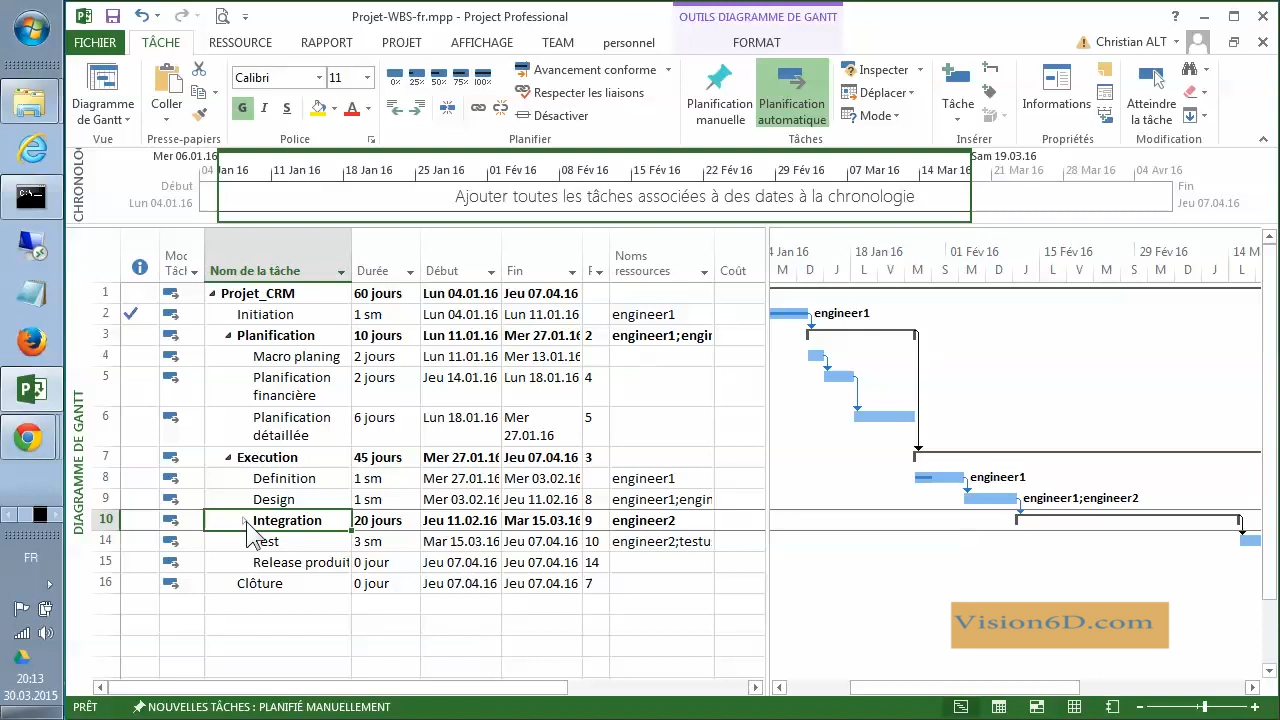 Projet-WBS-fr.mpp - Project Professional
OUTILS DIAGRAMME DE GANTT
FICHIER TÂCHE RESSOURCE RAPPORT PROJET AFFICHAGE TEAM personnel FORMAT Christian ALT
Diagramme de Gantt
Vue
Coller
Presse-papiers
Calibri 11
G I S A
Police
0% 25% 50% 75% 100%
Avancement conforme
Respecter les liaisons
Désactiver
Planifier
Planification manuelle
Planification automatique
Inspecter
Déplacer
Mode
Tâches
Tâche
Insérer
Informations
Propriétés
Atteindre la tâche
Modification
CHRONOLOG
Mer 06.01.16 Sam 19.03.16
04 Jan 16 11 Jan 16 18 Jan 16 25 Jan 16 01 Fév 16 08 Fév 16 15 Fév 16 22 Fév 16 29 Fév 16 07 Mar 16 14 Mar 16 21 Mar 16 28 Mar 16 04 Avr 16
Début
Lun 04.01.16
Ajouter toutes les tâches associées à des dates à la chronologie
Fin
Jeu 07.04.16
DIAGRAMME DE GANTT
Moc Tâcl Nom de la tâche Durée Début Fin F Noms ressources Coût
4 Jan 16 18 Jan 16 01 Fév 16 15 Fév 16 29 Fév 16 14 M
M D J L V M S M J D L V M S M J D L
1 Projet_CRM 60 jours Lun 04.01.16 Jeu 07.04.16
2 Initiation 1 sm Lun 04.01.16 Lun 11.01.16 engineer1 engineer1
3 Planification 10 jours Lun 11.01.16 Mer 27.01.16 2 engineer1;engin
4 Macro planing 2 jours Lun 11.01.16 Mer 13.01.16
5 Planification financière 2 jours Jeu 14.01.16 Lun 18.01.16 4
6 Planification détaillée 6 jours Lun 18.01.16 Mer 27.01.16 5
7 Execution 45 jours Mer 27.01.16 Jeu 07.04.16 3
8 Definition 1 sm Mer 27.01.16 Mer 03.02.16 engineer1 engineer1
9 Design 1 sm Mer 03.02.16 Jeu 11.02.16 8 engineer1;engin engineer1;engineer2
10 Integration 20 jours Jeu 11.02.16 Mar 15.03.16 9 engineer2
14 est 3 sm Mar 15.03.16 Jeu 07.04.16 10 engineer2;testu
15 Release produit 0 jour Jeu 07.04.16 Jeu 07.04.16 14
16 Clôture 0 jour Jeu 07.04.16 Jeu 07.04.16 7
Vision6D.com
FR
20:13
30.03.2015
PRÊT NOUVELLES TÂCHES : PLANIFIÉ MANUELLEMENT